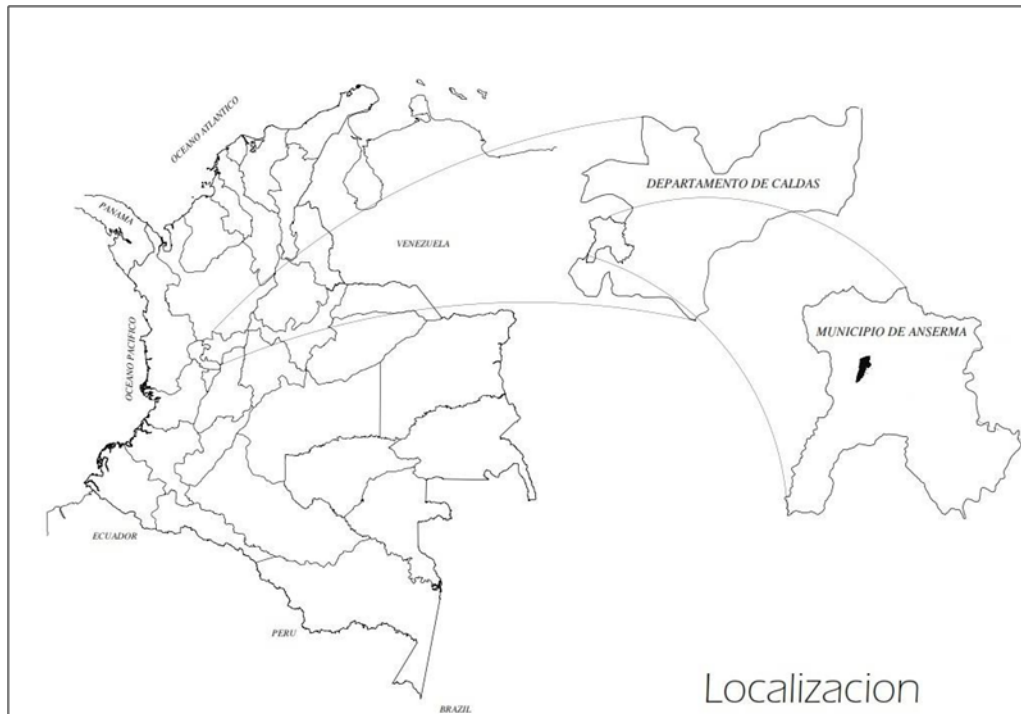 OCEANO ATLANTICO
DEPARTAMENTO DE CALDAS
PANAMA
VENEZUELA
OCEANO PACIFICO
MUNICIPIO DE ANSERMA
ECUADOR
PERU
Localizacion
BRAZIL